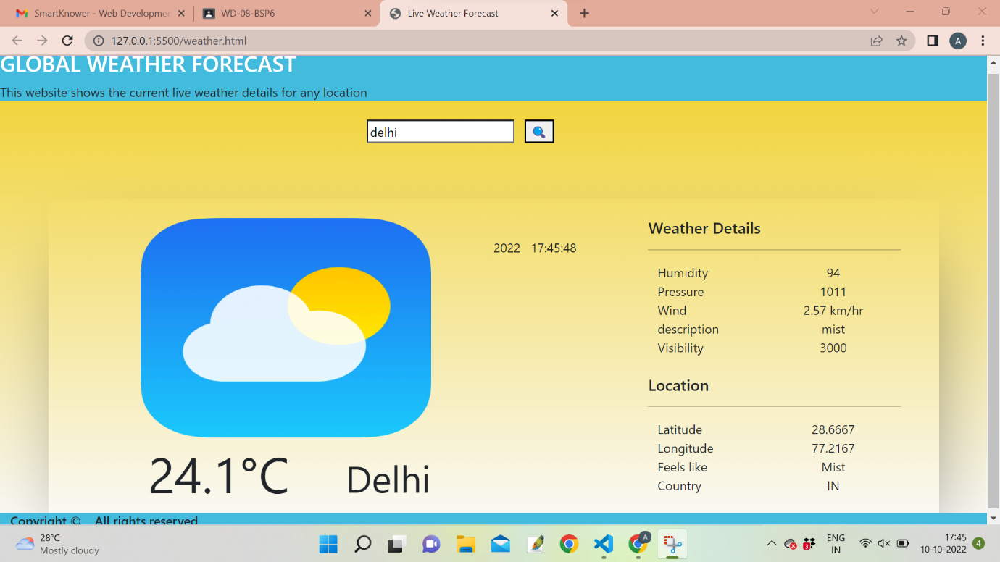 SmartKnower - Web Developmen
WD-08-BSP6
Live Weather Forecast
127.0.0.1:5500/weather.html
A
GLOBAL WEATHER FORECAST
This website shows the current live weather details for any location
delhi
2022 17:45:48
24.1°C Delhi
Weather Details
Humidity 94
Pressure 1011
Wind 2.57 km/hr
description mist
Visibility 3000
Location
Latitude 28.6667
Longitude 77.2167
Feels like Mist
Country IN
Copyright © All rights reserved
28°C
Mostly cloudy
A
3
ENG
IN
17:45
10-10-2022
4